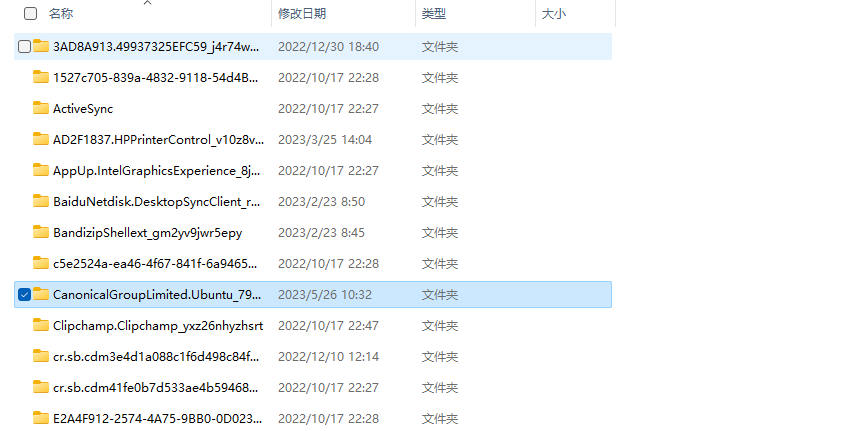 名称 修改日期 类型 大小
3AD8A913.49937325EFC59_j4r74w... 2022/12/30 18:40 文件夹
1527c705-839a-4832-9118-54d4B... 2022/10/17 22:28 文件夹
ActiveSync 2022/10/17 22:27 文件夹
AD2F1837.HPPrinterControl_v10z8v... 2023/3/25 14:04 文件夹
AppUp.IntelGraphicsExperience_8j... 2022/10/17 22:27 文件夹
BaiduNetdisk.DesktopSyncClient_r... 2023/2/23 8:50 文件夹
BandizipShellext_gm2yv9jwr5epy 2023/2/23 8:45 文件夹
c5e2524a-ea46-4f67-841f-6a9465... 2022/10/17 22:28 文件夹
CanonicalGroupLimited.Ubuntu_79... 2023/5/26 10:32 文件夹
Clipchamp.Clipchamp_yxz26nhyzhsrt 2022/10/17 22:47 文件夹
cr.sb.cdm3e4d1a088c1f6d498c84f... 2022/12/10 12:14 文件夹
cr.sb.cdm41fe0b7d533ae4b59468... 2022/10/17 22:27 文件夹
E2A4F912-2574-4A75-9BB0-0D023... 2022/10/17 22:28 文件夹